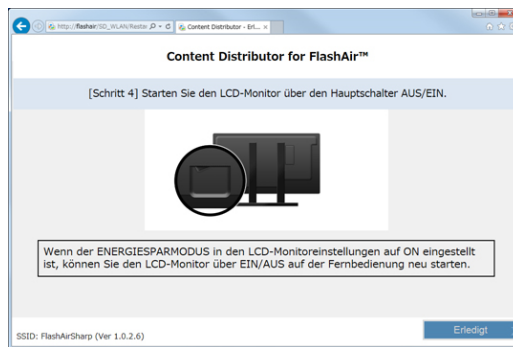 http://flashair/SD_WLAN/Restar
Content Distributor - Erl...
Content Distributor for FlashAir™
[Schritt 4] Starten Sie den LCD-Monitor über den Hauptschalter AUS/EIN.
Wenn der ENERGIESPARMODUS in den LCD-Monitoreinstellungen auf ON eingestellt
ist, können Sie den LCD-Monitor über EIN/AUS auf der Fernbedienung neu starten.
SSID: FlashAirSharp (Ver 1.0.2.6)
Erledigt